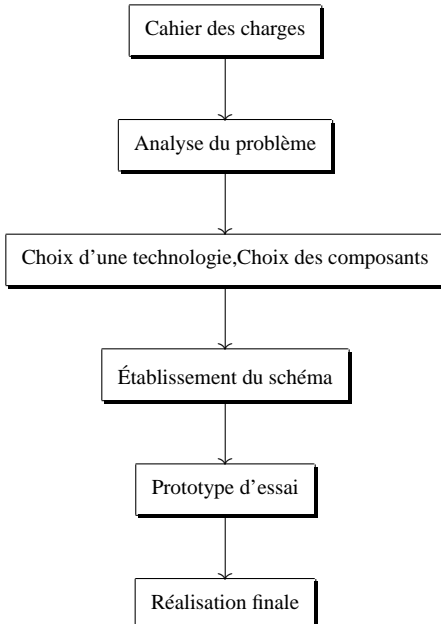 Cahier des charges
Analyse du problème
Choix d'une technologie,Choix des composants
Établissement du schéma
Prototype d'essai
Réalisation finale